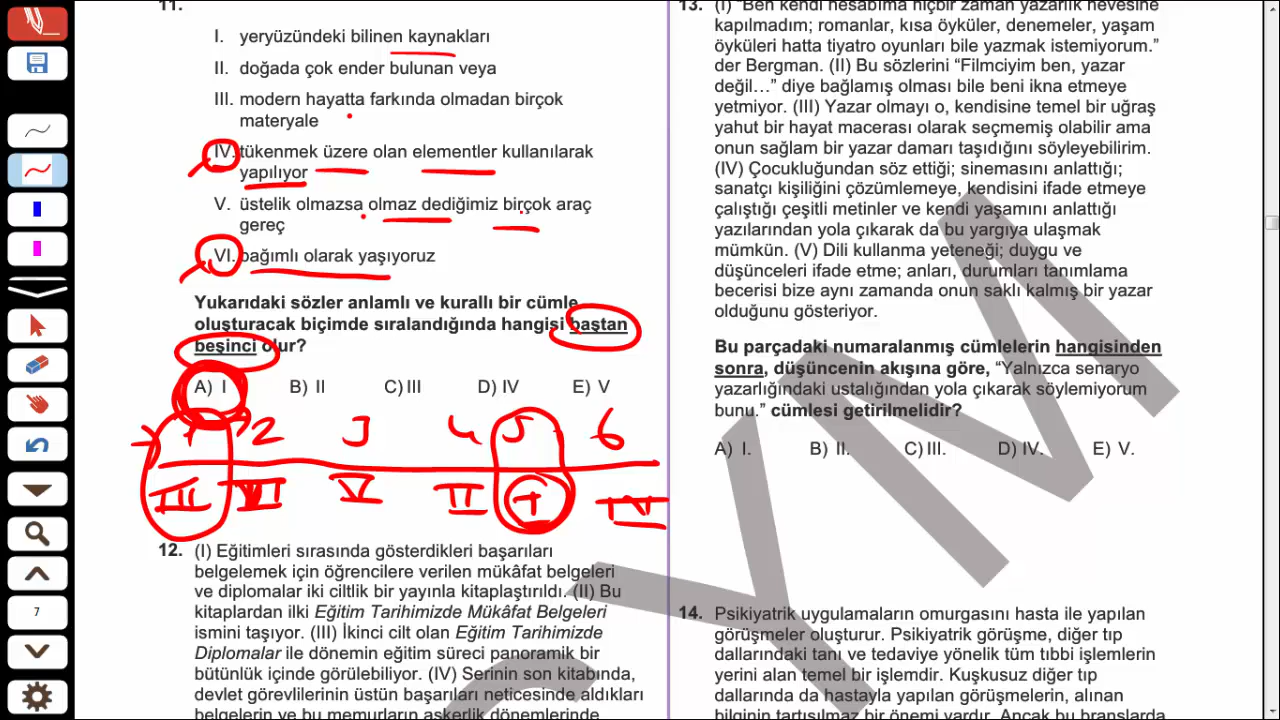 11.
I. yeryüzündeki bilinen kaynakları
II. doğada çok ender bulunan veya
III. modern hayatta farkında olmadan birçok
materyale
IV. tükenmek üzere olan elementler kullanılarak
yapılıyor
V. üstelik olmazsa olmaz dediğimiz birçok araç
gereç
VI. bağımlı olarak yaşıyoruz
Yukarıdaki sözler anlamlı ve kurallı bir cümle
oluşturacak biçimde sıralandığında hangisi baştan
beşinci olur?
A) I B) II C) III D) IV E) V
1 2 3 4 5 6
III VI V II I IV
12. (I) Eğitimleri sırasında gösterdikleri başarıları
belgelemek için öğrencilere verilen mükâfat belgeleri
ve diplomalar iki ciltlik bir yayınla kitaplaştırıldı. (II) Bu
kitaplardan ilki Eğitim Tarihimizde Mükâfat Belgeleri
ismini taşıyor. (III) İkinci cilt olan Eğitim Tarihimizde
Diplomalar ile dönemin eğitim süreci panoramik bir
bütünlük içinde görülebiliyor. (IV) Serinin son kitabında,
devlet görevlilerinin üstün başarıları neticesinde aldıkları
belgelerin ve bu memurların askerlik dönemlerinde
13. (I) "Ben kendi hesabıma hiçbir zaman yazarlık hevesine
kapılmadım; romanlar, kısa öyküler, denemeler, yaşam
öyküleri hatta tiyatro oyunları bile yazmak istemiyorum."
der Bergman. (II) Bu sözlerini "Filmciyim ben, yazar
değil…" diye bağlamış olması bile beni ikna etmeye
yetmiyor. (III) Yazar olmayı o, kendisine temel bir uğraş
yahut bir hayat macerası olarak seçmemiş olabilir ama
onun sağlam bir yazar damarı taşıdığını söyleyebilirim.
(IV) Çocukluğundan söz ettiği; sinemasını anlattığı;
sanatçı kişiliğini çözümlemeye, kendisini ifade etmeye
çalıştığı çeşitli metinler ve kendi yaşamını anlattığı
yazılarından yola çıkarak da bu yargıya ulaşmak
mümkün. (V) Dili kullanma yeteneği; duygu ve
düşünceleri ifade etme; anları, durumları tanımlama
becerisi bize aynı zamanda onun saklı kalmış bir yazar
olduğunu gösteriyor.
Bu parçadaki numaralanmış cümlelerin hangisinden
sonra, düşüncenin akışına göre, "Yalnızca senaryo
yazarlığındaki ustalığından yola çıkarak söylemiyorum
bunu." cümlesi getirilmelidir?
A) I. B) II. C) III. D) IV. E) V.
14. Psikiyatrik uygulamaların omurgasını hasta ile yapılan
görüşmeler oluşturur. Psikiyatrik görüşme, diğer tıp
dallarındaki tanı ve tedaviye yönelik tüm tıbbi işlemlerin
yerini alan temel bir işlemdir. Kuşkusuz diğer tıp
dallarında da hastayla yapılan görüşmelerin, alınan
bilginin tartışılmaz bir önemi vardır. Ancak bu branşlarda
7